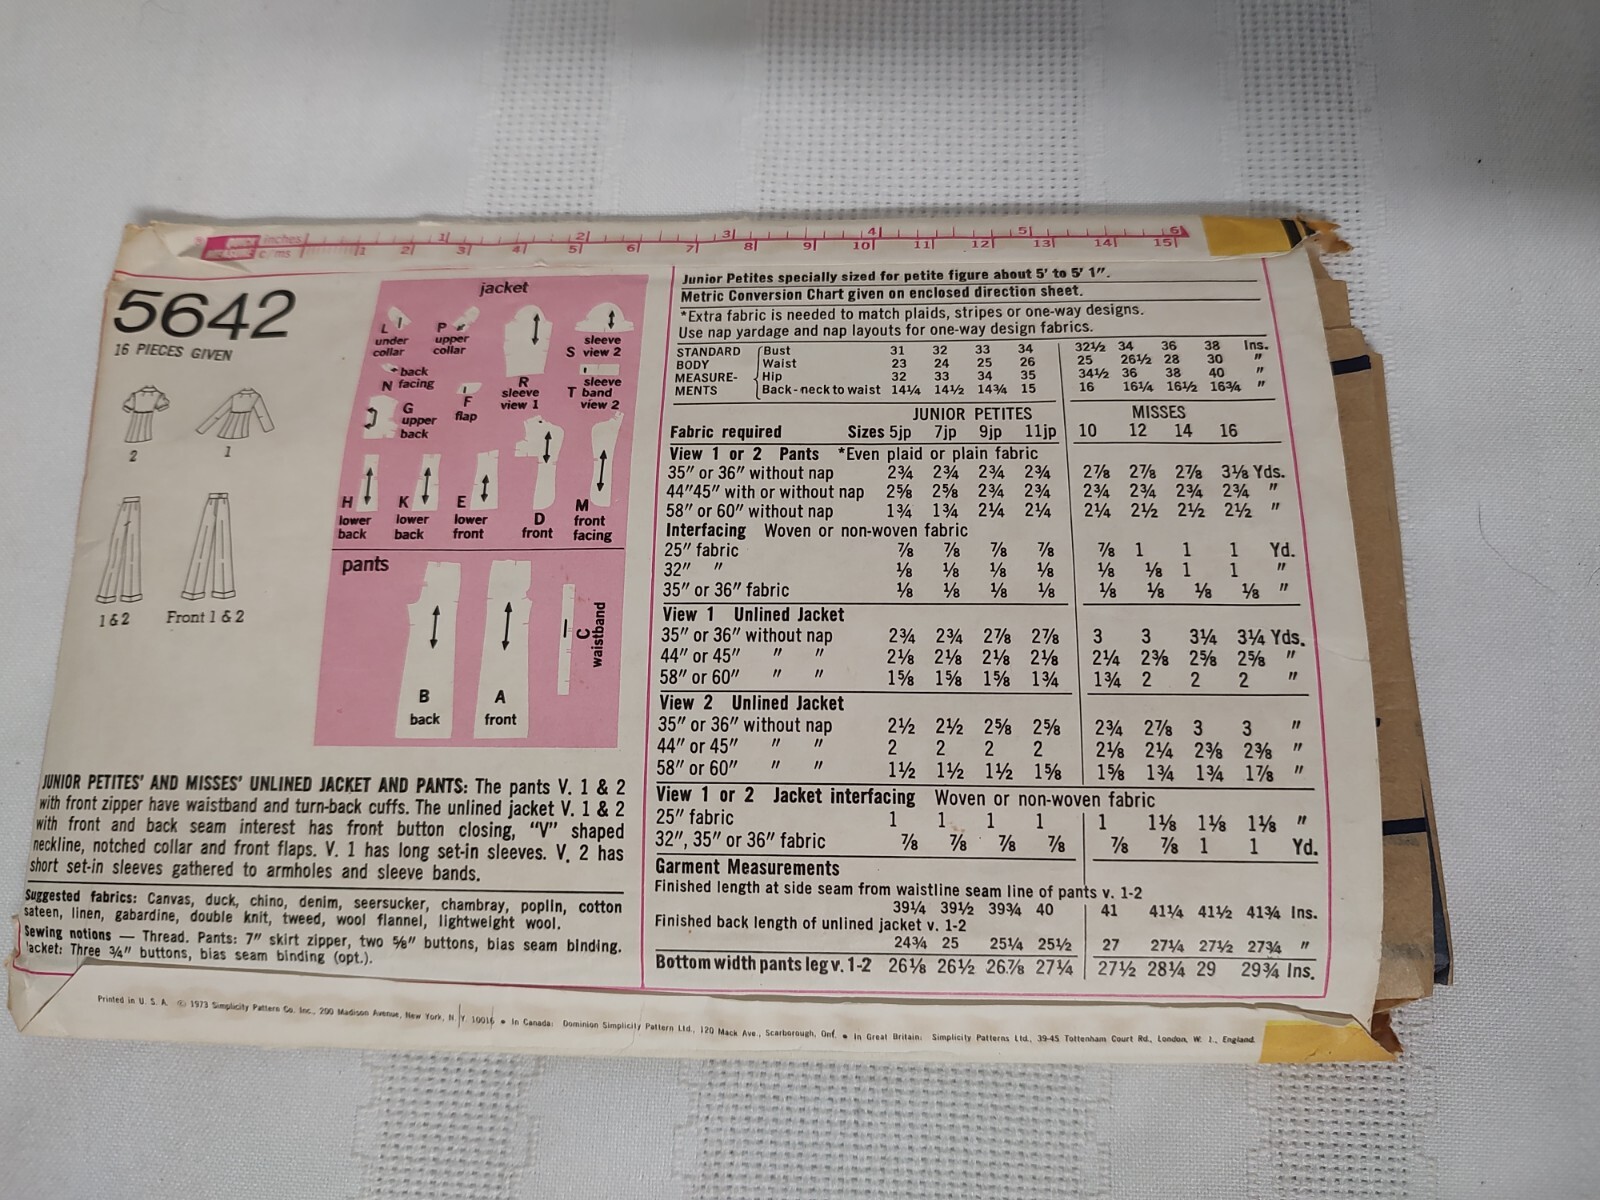 inches 1 2 3 4 5 6
c/ms 1 2 3 4 5 6 7 8 9 10 11 12 13 14 15
5642
16 PIECES GIVEN
2 1
1 & 2 Front 1 & 2
jacket
L under collar
P upper collar
R sleeve view 1
S sleeve view 2
N back facing
F flap
T sleeve band view 2
G upper back
H lower back
K lower back
E lower front
D front
M front facing
pants
B back
A front
C waistband
JUNIOR PETITES' AND MISSES' UNLINED JACKET AND PANTS: The pants V. 1 & 2
with front zipper have waistband and turn-back cuffs. The unlined jacket V. 1 & 2
with front and back seam interest has front button closing, "V" shaped
neckline, notched collar and front flaps. V. 1 has long set-in sleeves. V. 2 has
short set-in sleeves gathered to armholes and sleeve bands.
Suggested fabrics: Canvas, duck, chino, denim, seersucker, chambray, poplin, cotton
sateen, linen, gabardine, double knit, tweed, wool flannel, lightweight wool.
Sewing notions — Thread. Pants: 7" skirt zipper, two ⅝" buttons, bias seam binding.
Jacket: Three ¾" buttons, bias seam binding (opt.).
Junior Petites specially sized for petite figure about 5' to 5' 1".
Metric Conversion Chart given on enclosed direction sheet.
*Extra fabric is needed to match plaids, stripes or one-way designs.
Use nap yardage and nap layouts for one-way design fabrics.
STANDARD Bust 31 32 33 34 32½ 34 36 38 Ins.
BODY Waist 23 24 25 26 25 26½ 28 30 "
MEASURE- Hip 32 33 34 35 34½ 36 38 40 "
MENTS Back-neck to waist 14¼ 14½ 14¾ 15 16 16¼ 16½ 16¾ "
JUNIOR PETITES MISSES
Fabric required Sizes 5jp 7jp 9jp 11jp 10 12 14 16
View 1 or 2 Pants *Even plaid or plain fabric
35" or 36" without nap 2¾ 2¾ 2¾ 2¾ 2⅞ 2⅞ 2⅞ 3⅛ Yds.
44"45" with or without nap 2⅝ 2⅝ 2¾ 2¾ 2¾ 2¾ 2¾ 2¾ "
58" or 60" without nap 1¾ 1¾ 2¼ 2¼ 2¼ 2½ 2½ 2½ "
Interfacing Woven or non-woven fabric
25" fabric ⅞ ⅞ ⅞ ⅞ ⅞ 1 1 1 Yd.
32" " ⅛ ⅛ ⅛ ⅛ ⅛ ⅛ 1 1 "
35" or 36" fabric ⅛ ⅛ ⅛ ⅛ ⅛ ⅛ ⅛ ⅛ "
View 1 Unlined Jacket
35" or 36" without nap 2¾ 2¾ 2⅞ 2⅞ 3 3 3¼ 3¼ Yds.
44" or 45" " " 2⅛ 2⅛ 2⅛ 2⅛ 2¼ 2⅜ 2⅝ 2⅝ "
58" or 60" " " 1⅝ 1⅝ 1⅝ 1¾ 1¾ 2 2 2 "
View 2 Unlined Jacket
35" or 36" without nap 2½ 2½ 2⅝ 2⅝ 2¾ 2⅞ 3 3 "
44" or 45" " " 2 2 2 2 2⅛ 2¼ 2⅜ 2⅜ "
58" or 60" " " 1½ 1½ 1½ 1⅝ 1⅝ 1¾ 1¾ 1⅞ "
View 1 or 2 Jacket interfacing Woven or non-woven fabric
25" fabric 1 1 1 1 1 1⅛ 1⅛ 1⅛ "
32", 35" or 36" fabric ⅞ ⅞ ⅞ ⅞ ⅞ ⅞ 1 1 Yd.
Garment Measurements
Finished length at side seam from waistline seam line of pants v. 1-2
39¼ 39½ 39¾ 40 41 41¼ 41½ 41¾ Ins.
Finished back length of unlined jacket v. 1-2
24¾ 25 25¼ 25½ 27 27¼ 27½ 27¾ "
Bottom width pants leg v. 1-2 26⅛ 26½ 26⅞ 27¼ 27½ 28¼ 29 29¾ Ins.
Printed in U. S. A. © 1973 Simplicity Pattern Co. Inc., 200 Madison Avenue, New York, N. Y. 10016 ● In Canada: Dominion Simplicity Pattern Ltd., 120 Mack Ave., Scarborough, Ont. ● In Great Britain: Simplicity Patterns Ltd., 39-45 Tottenham Court Rd., London, W. 1., England